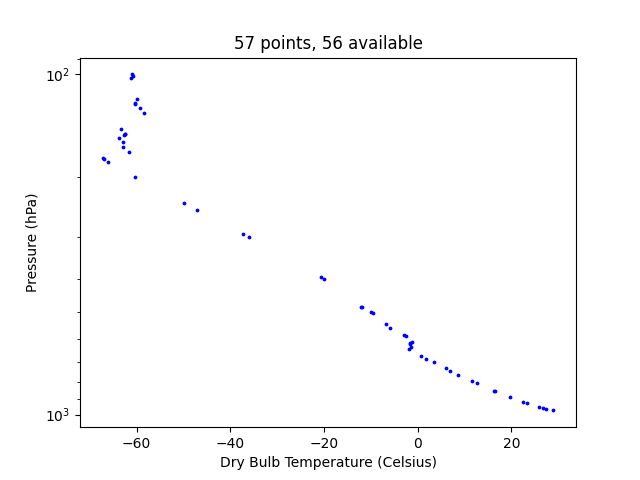 57 points, 56 available
10²
10³
Pressure (hPa)
−60 −40 −20 0 20
Dry Bulb Temperature (Celsius)